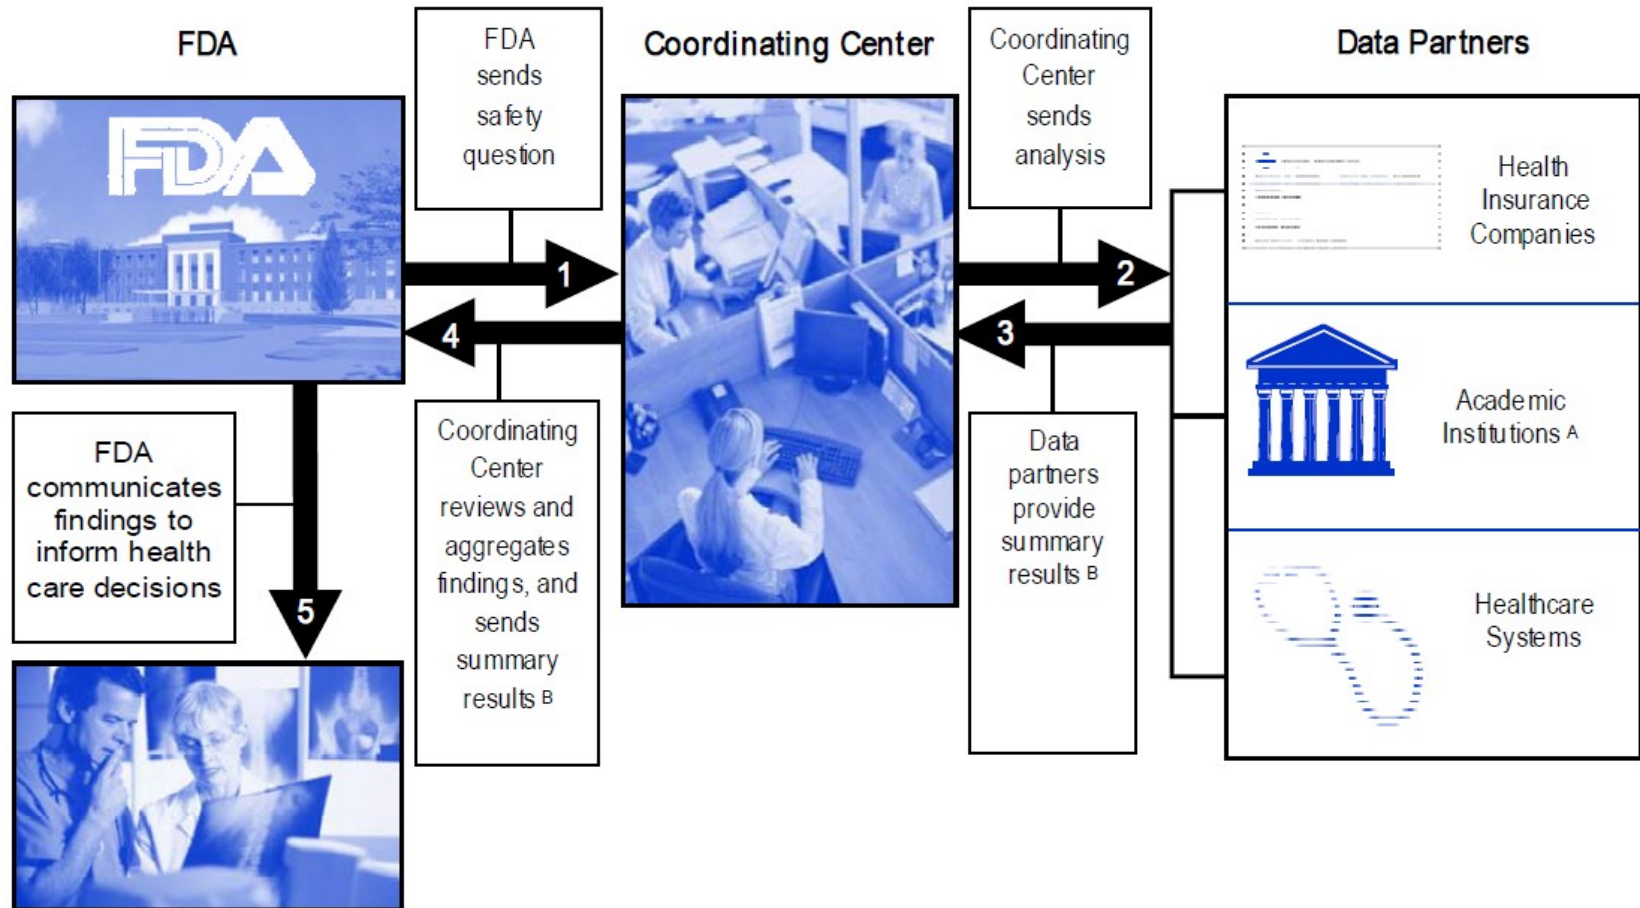 FDA
FDA
sends
safety
question
Coordinating Center
Coordinating
Center
sends
analysis
Data Partners
FDA
1
2
4
3
Health
Insurance
Companies
Academic
Institutions A
Healthcare
Systems
FDA
communicates
findings to
inform health
care decisions
5
Coordinating
Center
reviews and
aggregates
findings, and
sends
summary
results B
Data
partners
provide
summary
results B